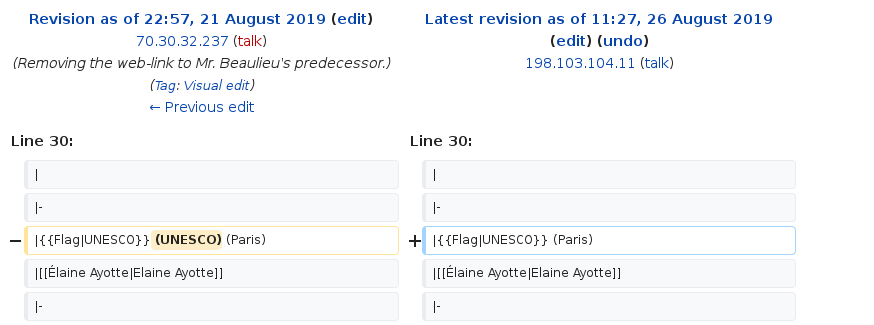 Revision as of 22:57, 21 August 2019 (edit)
70.30.32.237 (talk)
(Removing the web-link to Mr. Beaulieu's predecessor.)
(Tag: Visual edit)
← Previous edit
Latest revision as of 11:27, 26 August 2019
(edit) (undo)
198.103.104.11 (talk)
Line 30:
Line 30:
|
|
|-
|-
− |{{Flag|UNESCO}} (UNESCO) (Paris)
+ |{{Flag|UNESCO}} (Paris)
|[[Élaine Ayotte|Elaine Ayotte]]
|[[Élaine Ayotte|Elaine Ayotte]]
|-
|-